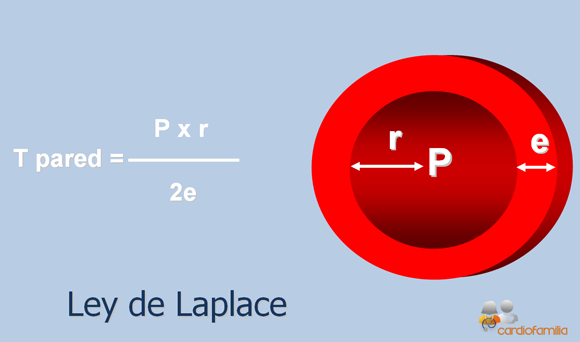 P x r
T pared =
2e
r
P
e
Ley de Laplace
cardiofamilia